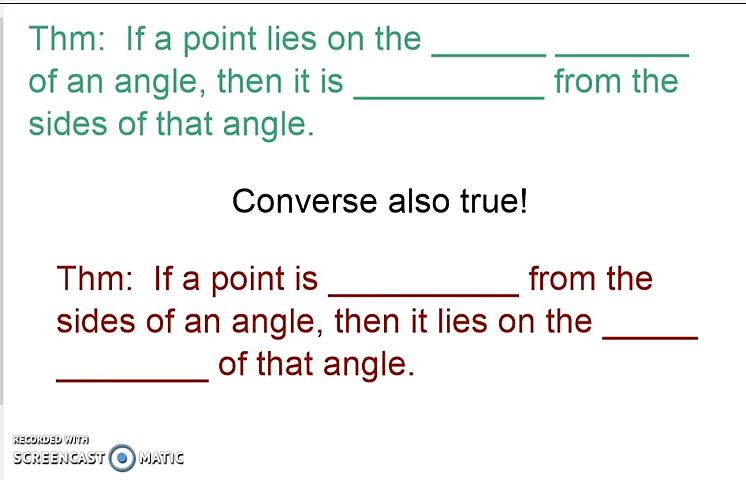 Thm: If a point lies on the ______ _______
of an angle, then it is __________ from the
sides of that angle.
Converse also true!
Thm: If a point is __________ from the
sides of an angle, then it lies on the _____
________ of that angle.
RECORDED WITH
SCREENCAST MATIC